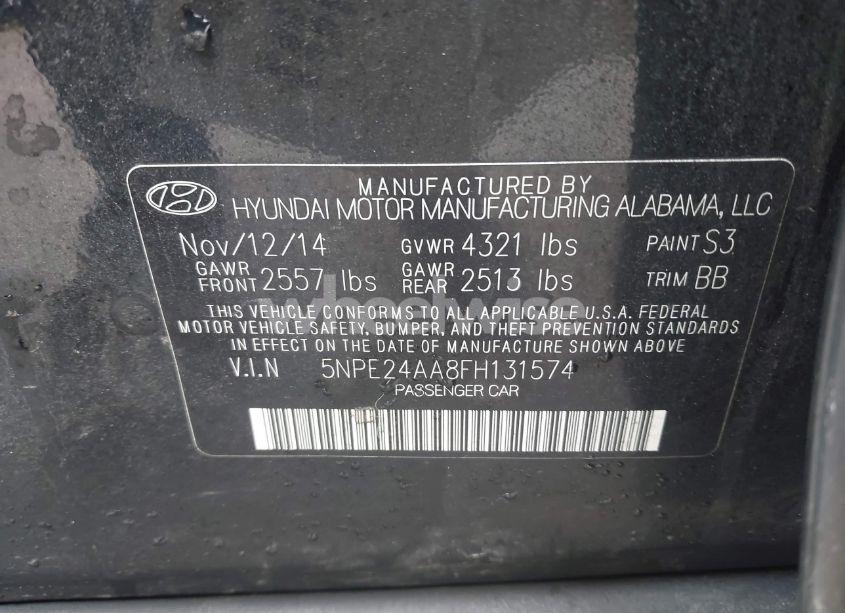 MANUFACTURED BY
HYUNDAI MOTOR MANUFACTURING ALABAMA, LLC
Nov/12/14 GVWR 4321 lbs PAINT S3
GAWR FRONT 2557 lbs GAWR REAR 2513 lbs TRIM BB
THIS VEHICLE CONFORMS TO ALL APPLICABLE U.S.A. FEDERAL
MOTOR VEHICLE SAFETY, BUMPER, AND THEFT PREVENTION STANDARDS
IN EFFECT ON THE DATE OF MANUFACTURE SHOWN ABOVE
V.I.N 5NPE24AA8FH131574
PASSENGER CAR